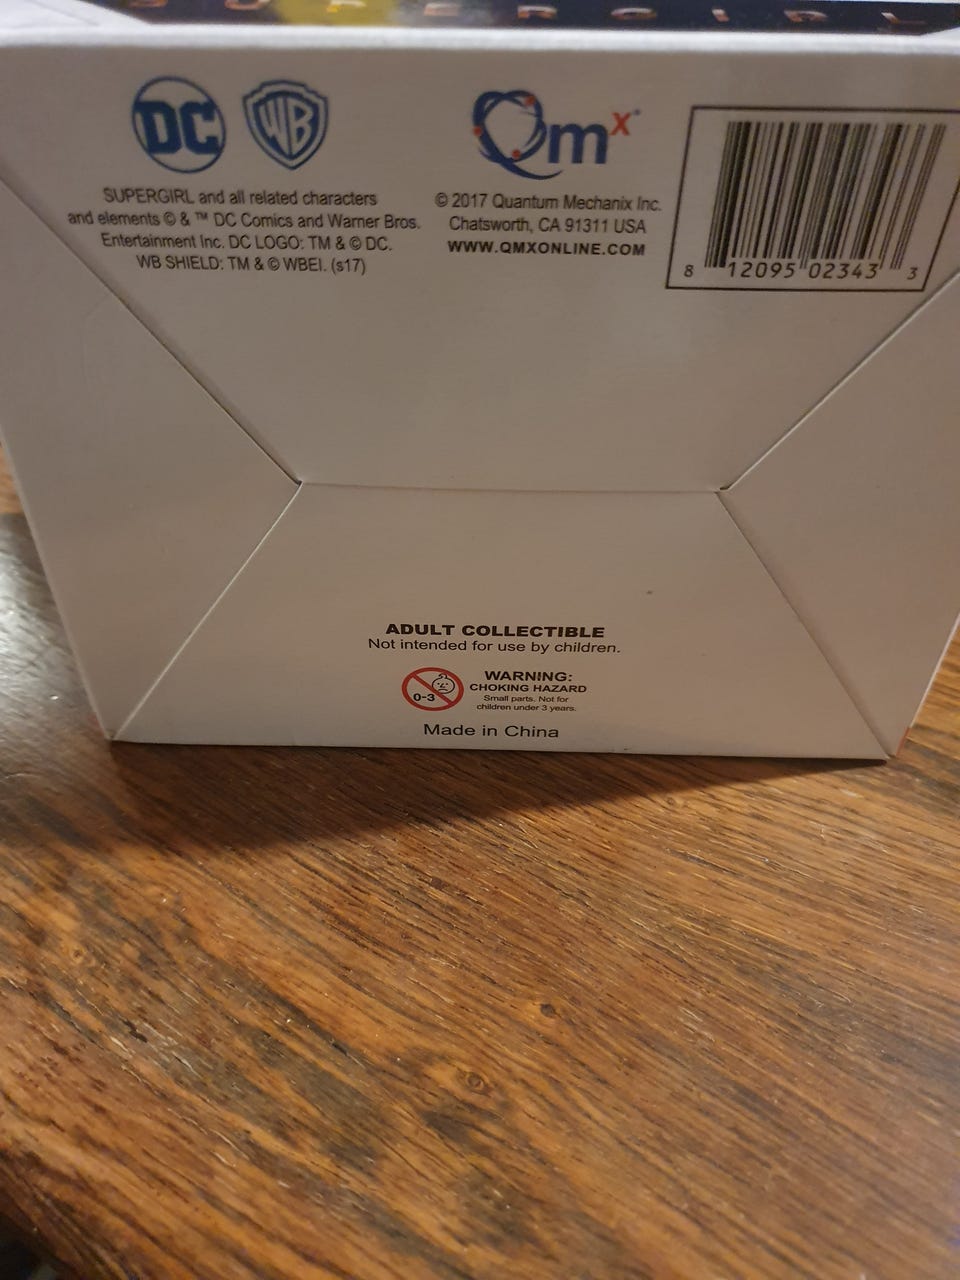 SUPERGIRL
DC
WB
SUPERGIRL and all related characters
and elements © & ™ DC Comics and Warner Bros.
Entertainment Inc. DC LOGO: TM & © DC.
WB SHIELD: TM & © WBEI. (s17)
Qmx
© 2017 Quantum Mechanix Inc.
Chatsworth, CA 91311 USA
WWW.QMXONLINE.COM
8 12095 02343 3
ADULT COLLECTIBLE
Not intended for use by children.
0-3
WARNING:
CHOKING HAZARD
Small parts. Not for
children under 3 years.
Made in China